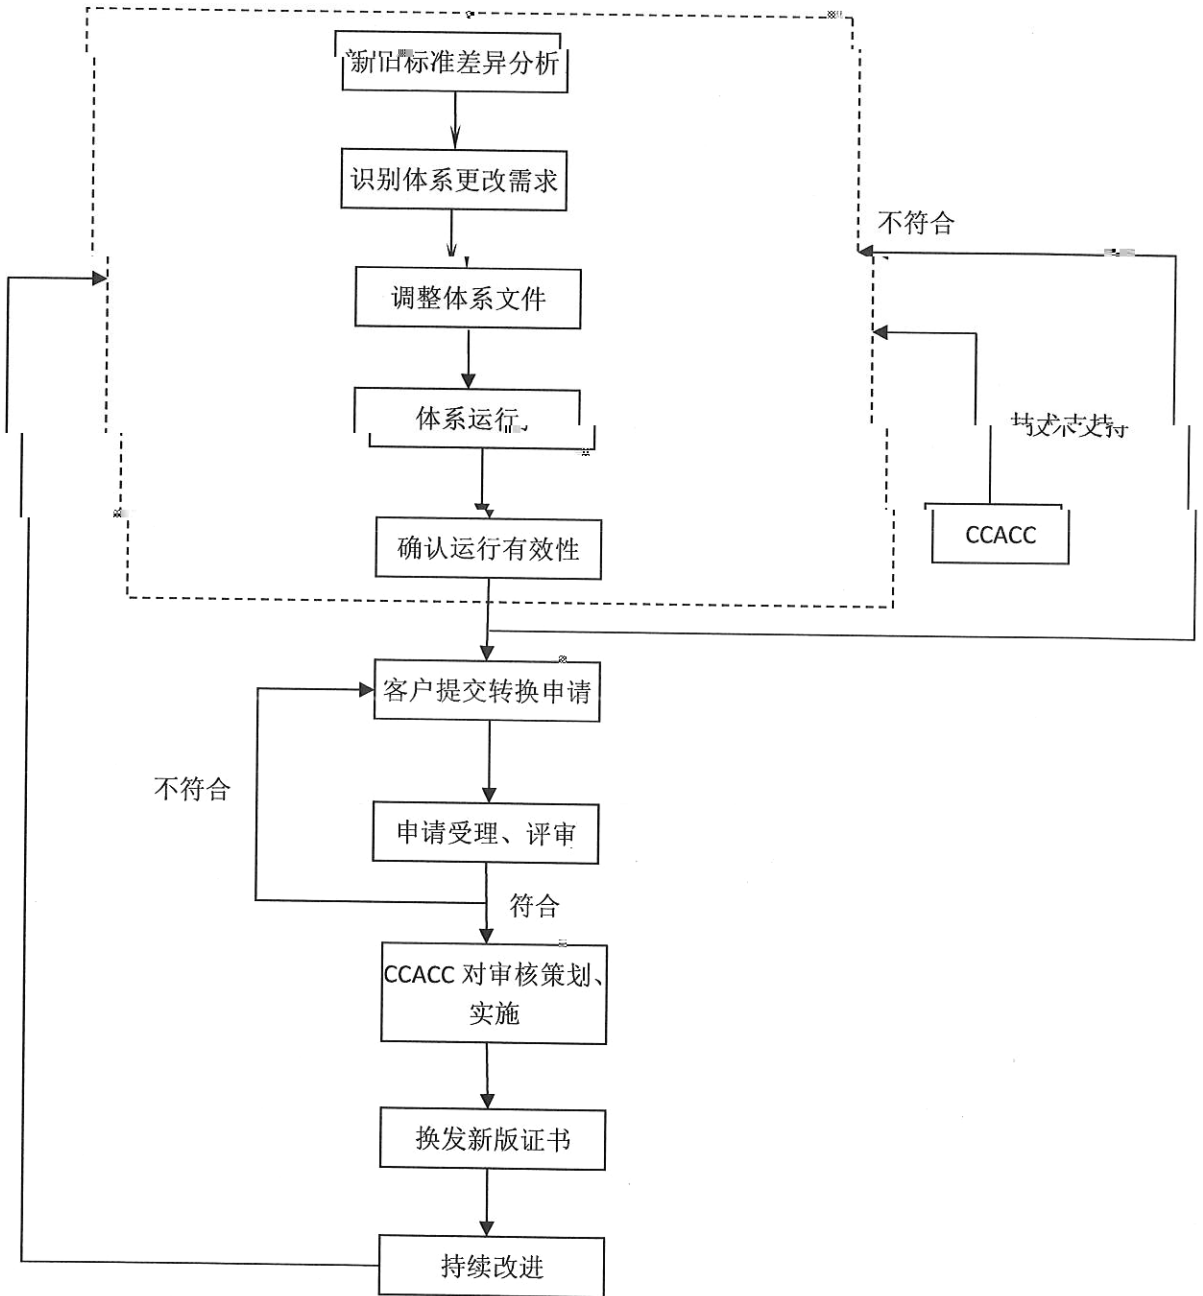 新旧标准差异分析
识别体系更改需求
不符合
调整体系文件
体系运行
技术支持
确认运行有效性
CCACC
客户提交转换申请
不符合
申请受理、评审
符合
CCACC 对审核策划、
实施
换发新版证书
持续改进